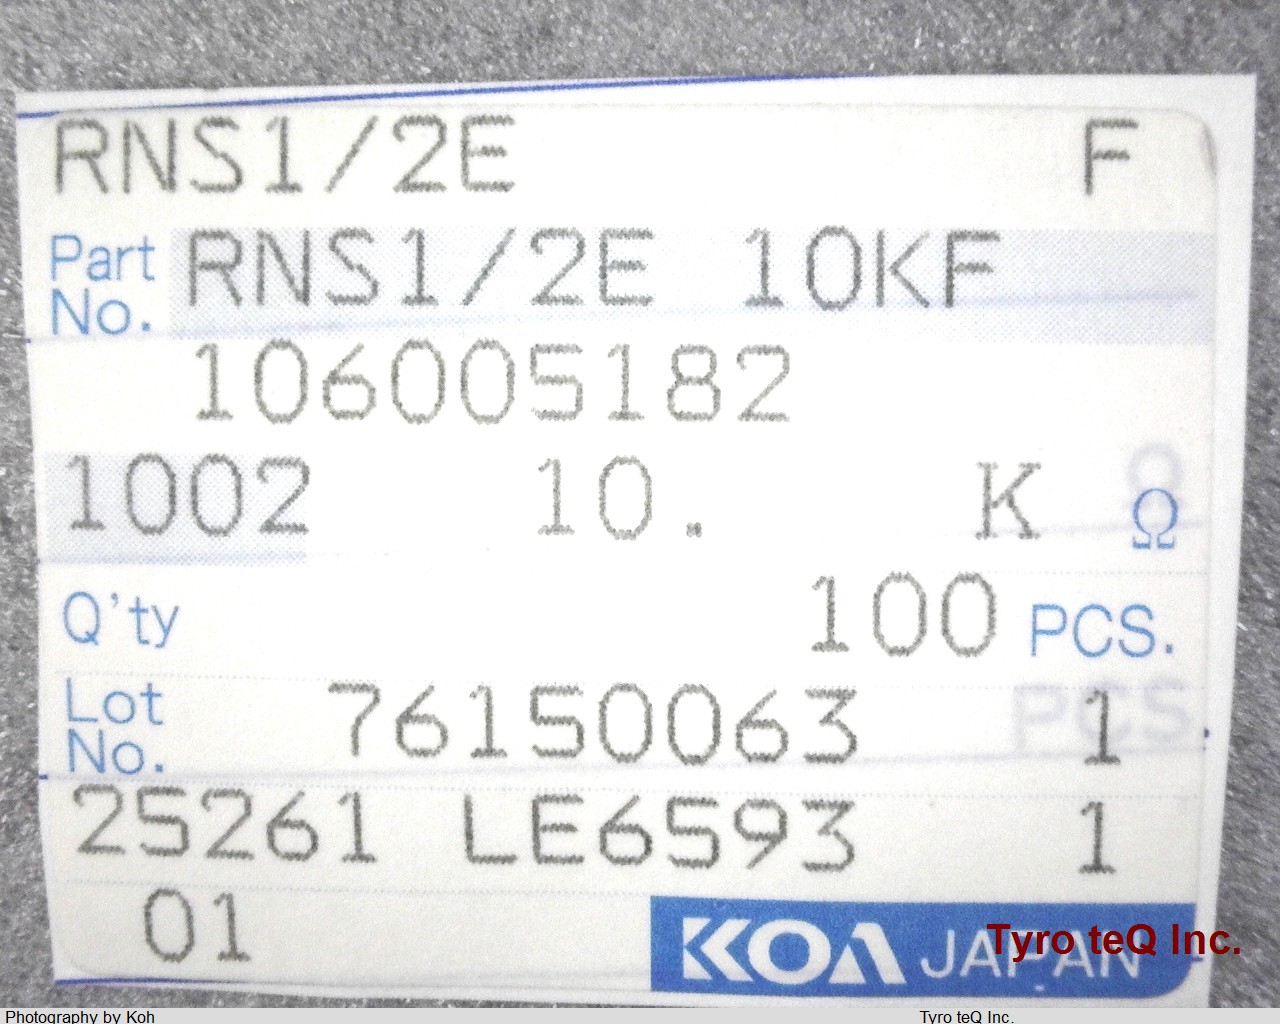 RNS1/2E F
Part No. RNS1/2E 10KF
106005182
1002 10. K Ω
Q'ty 100 PCS.
Lot No. 76150063 1
25261 LE6593 1
01
KOA JAPAN
Tyro teQ Inc.
Photography by Koh Tyro teQ Inc.